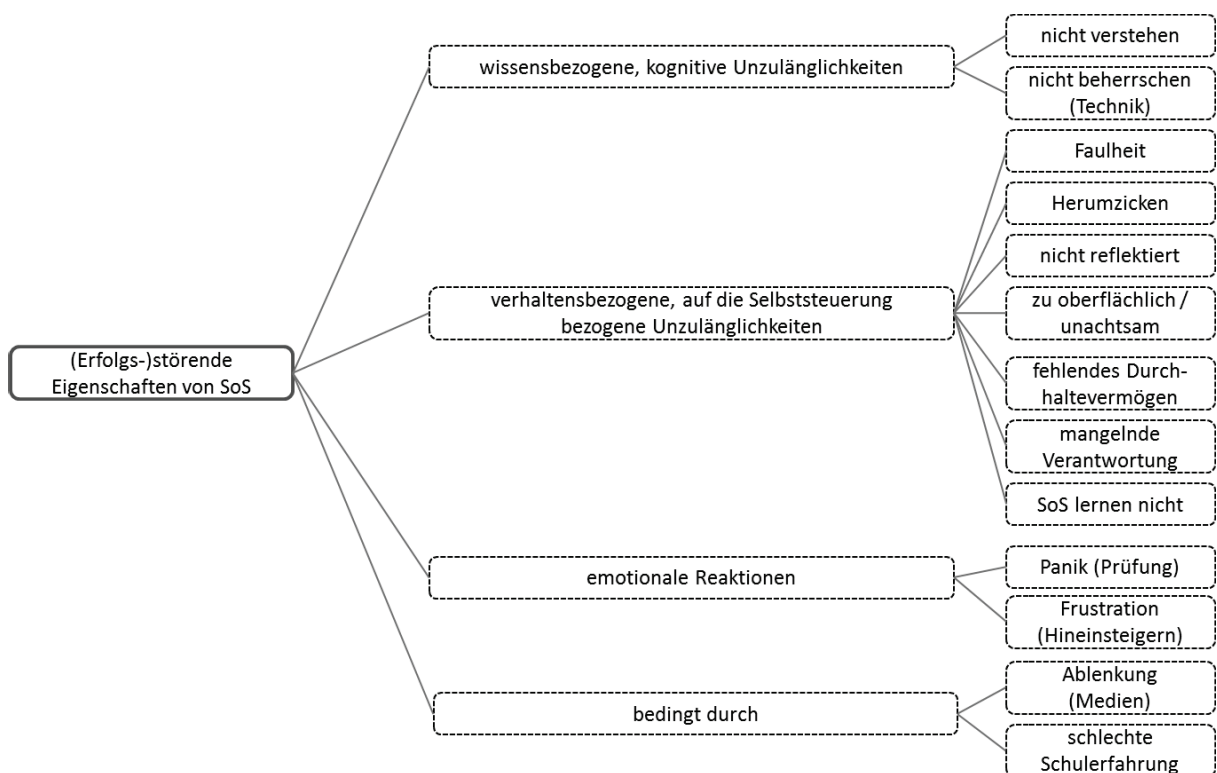 nicht verstehen
wissensbezogene, kognitive Unzulänglichkeiten
nicht beherrschen
(Technik)
Faulheit
Herumzicken
nicht reflektiert
verhaltensbezogene, auf die Selbststeuerung
bezogene Unzulänglichkeiten
zu oberflächlich /
unachtsam
(Erfolgs-)störende
Eigenschaften von SoS
fehlendes Durch-
haltevermögen
mangelnde
Verantwortung
SoS lernen nicht
emotionale Reaktionen
Panik (Prüfung)
Frustration
(Hineinsteigern)
bedingt durch
Ablenkung
(Medien)
schlechte
Schulerfahrung